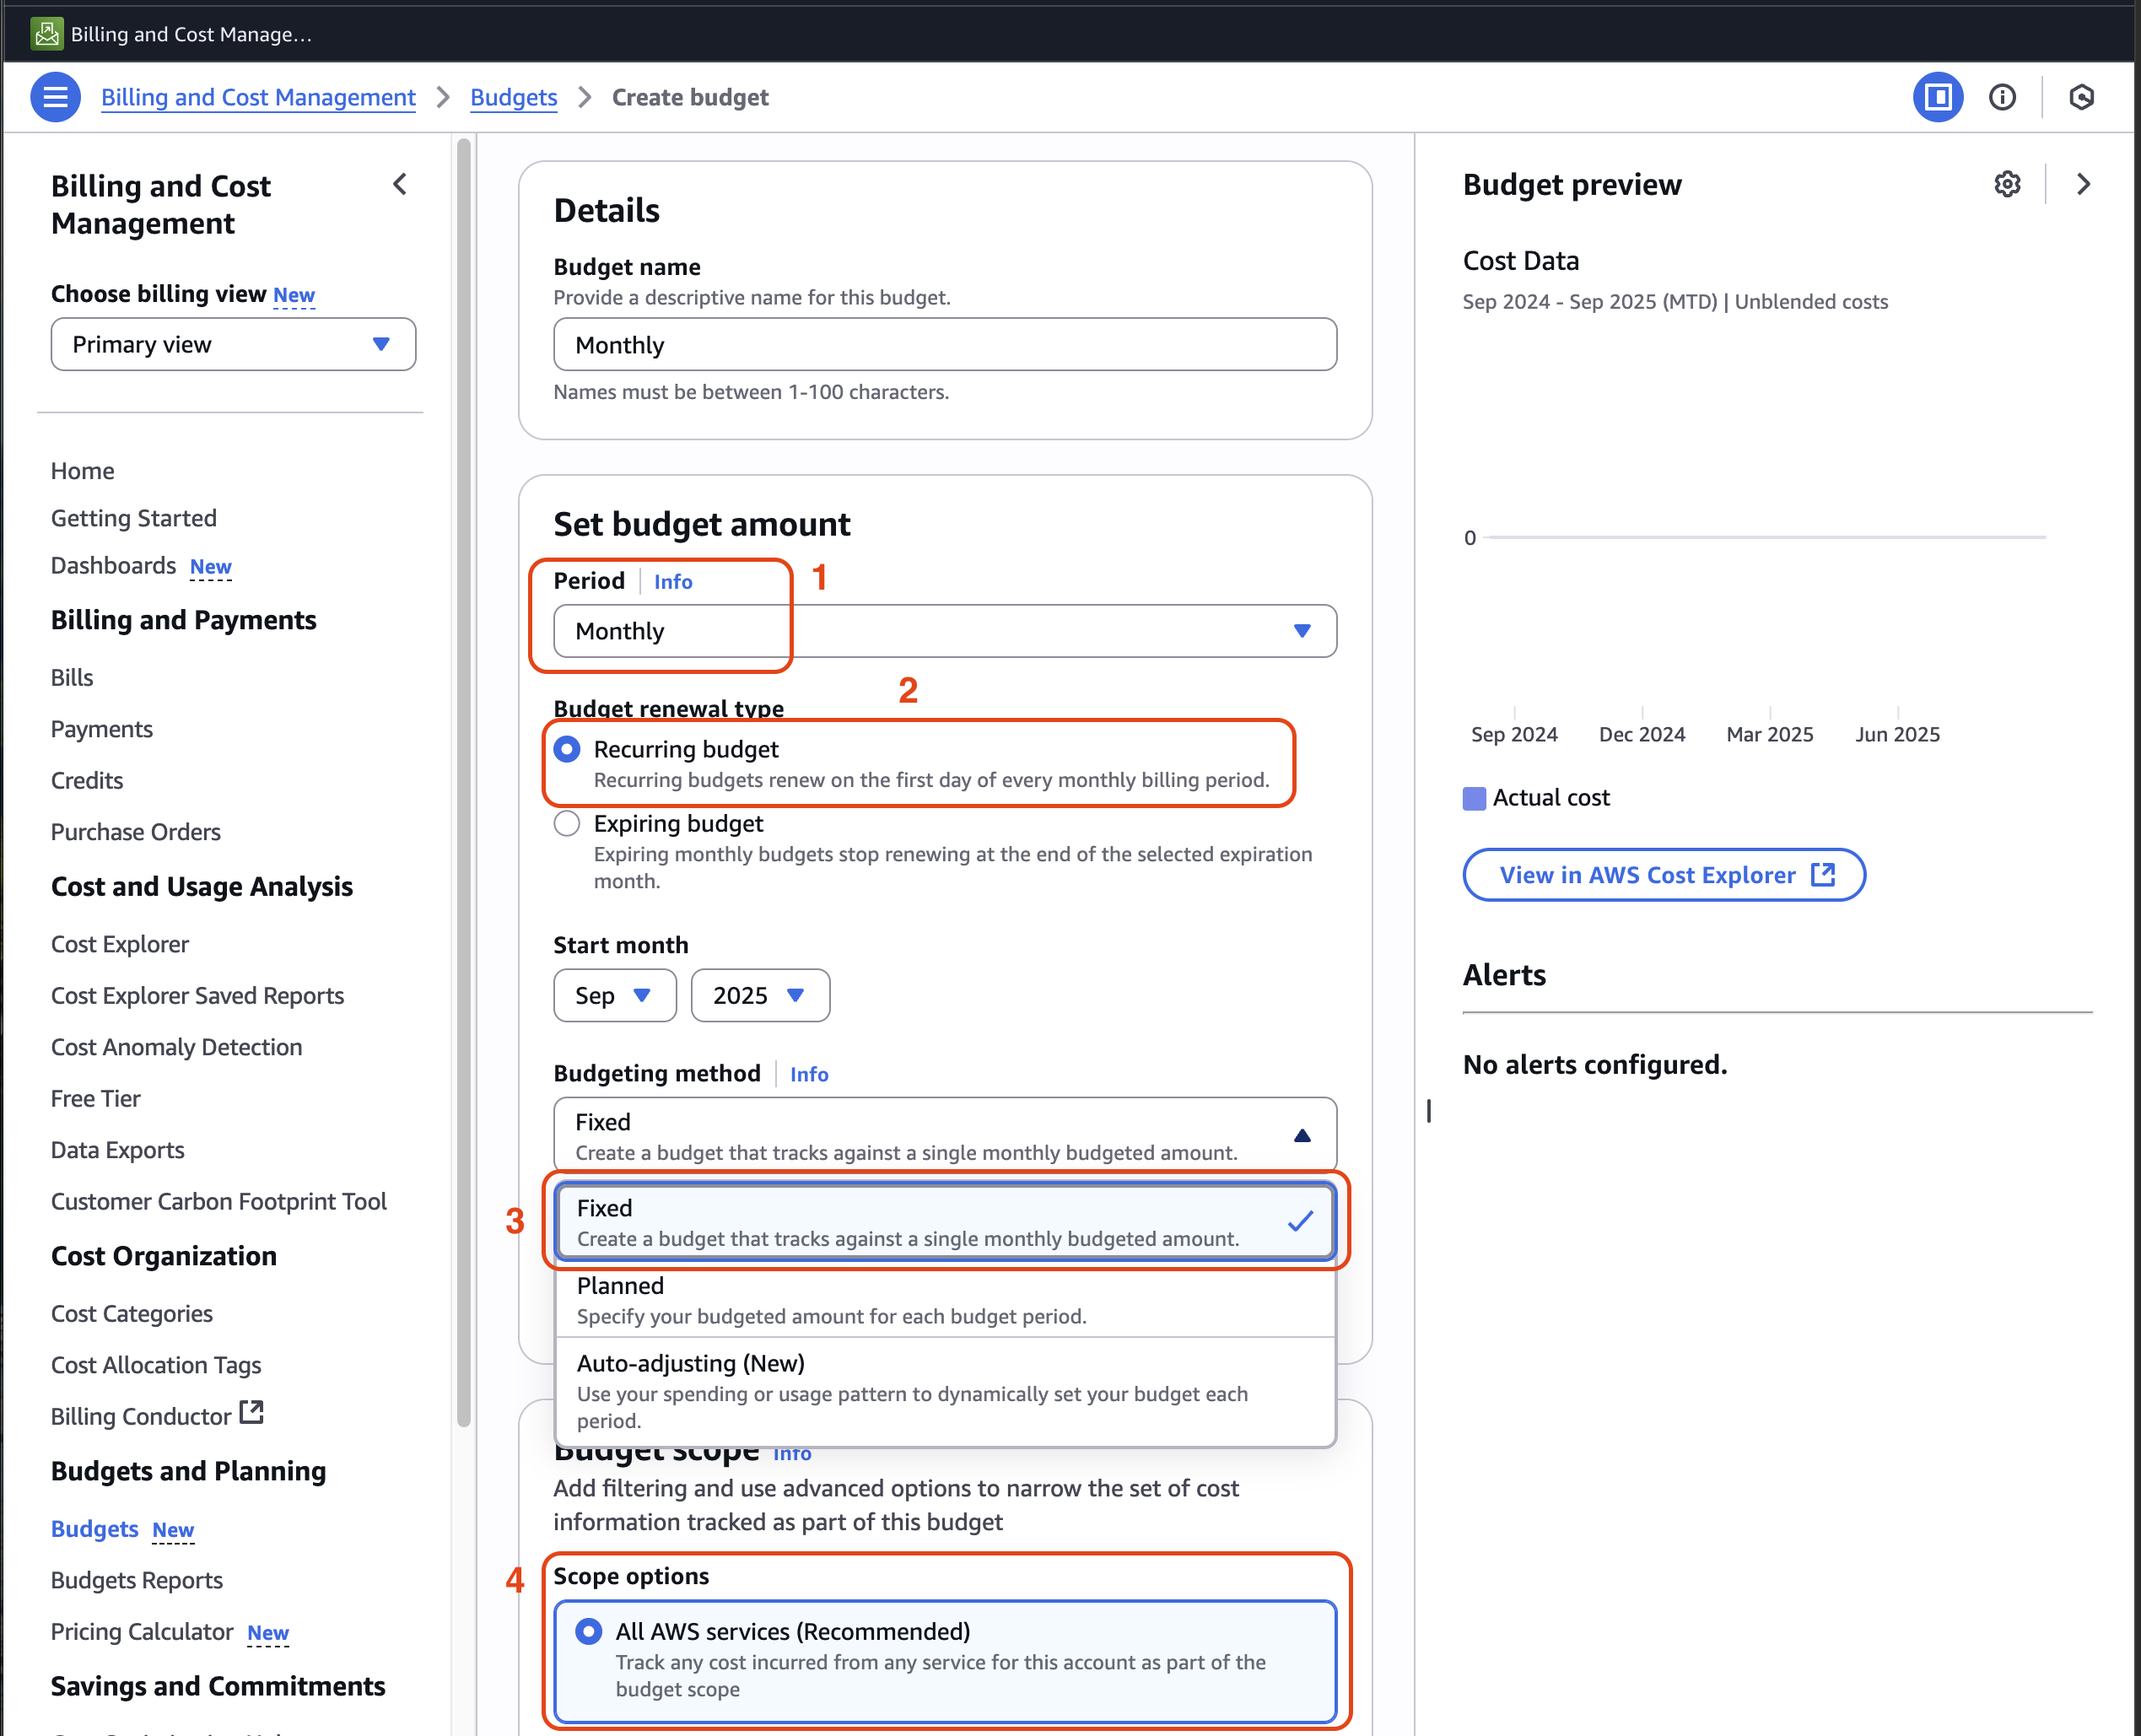 Billing and Cost Manage…
Billing and Cost Management
Budgets
Create budget
Billing and Cost
Management
Choose billing view New
Primary view
Home
Getting Started
Dashboards New
Billing and Payments
Bills
Payments
Credits
Purchase Orders
Cost and Usage Analysis
Cost Explorer
Cost Explorer Saved Reports
Cost Anomaly Detection
Free Tier
Data Exports
Customer Carbon Footprint Tool
Cost Organization
Cost Categories
Cost Allocation Tags
Billing Conductor
Budgets and Planning
Budgets New
Budgets Reports
Pricing Calculator New
Savings and Commitments
Details
Budget name
Provide a descriptive name for this budget.
Monthly
Names must be between 1-100 characters.
Set budget amount
Period Info
1
Monthly
2
Budget renewal type
Recurring budget
Recurring budgets renew on the first day of every monthly billing period.
Expiring budget
Expiring monthly budgets stop renewing at the end of the selected expiration
month.
Start month
Sep
2025
Budgeting method Info
Fixed
Create a budget that tracks against a single monthly budgeted amount.
3
Fixed
Create a budget that tracks against a single monthly budgeted amount.
Planned
Specify your budgeted amount for each budget period.
Auto-adjusting (New)
Use your spending or usage pattern to dynamically set your budget each
period.
Budget scope Info
Add filtering and use advanced options to narrow the set of cost
information tracked as part of this budget
4
Scope options
All AWS services (Recommended)
Track any cost incurred from any service for this account as part of the
budget scope
Budget preview
Cost Data
Sep 2024 - Sep 2025 (MTD) | Unblended costs
0
Sep 2024
Dec 2024
Mar 2025
Jun 2025
Actual cost
View in AWS Cost Explorer
Alerts
No alerts configured.